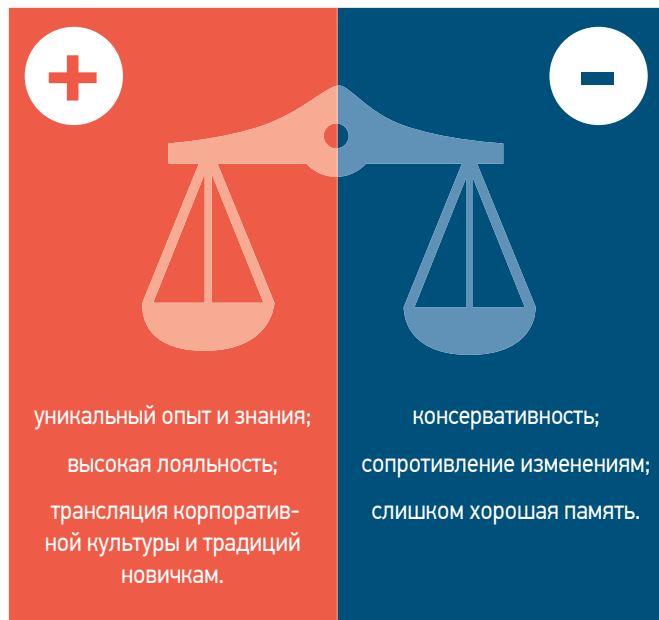 +
-
уникальный опыт и знания;
высокая лояльность;
трансляция корпоратив-
ной культуры и традиций
новичкам.
консервативность;
сопротивление изменениям;
слишком хорошая память.